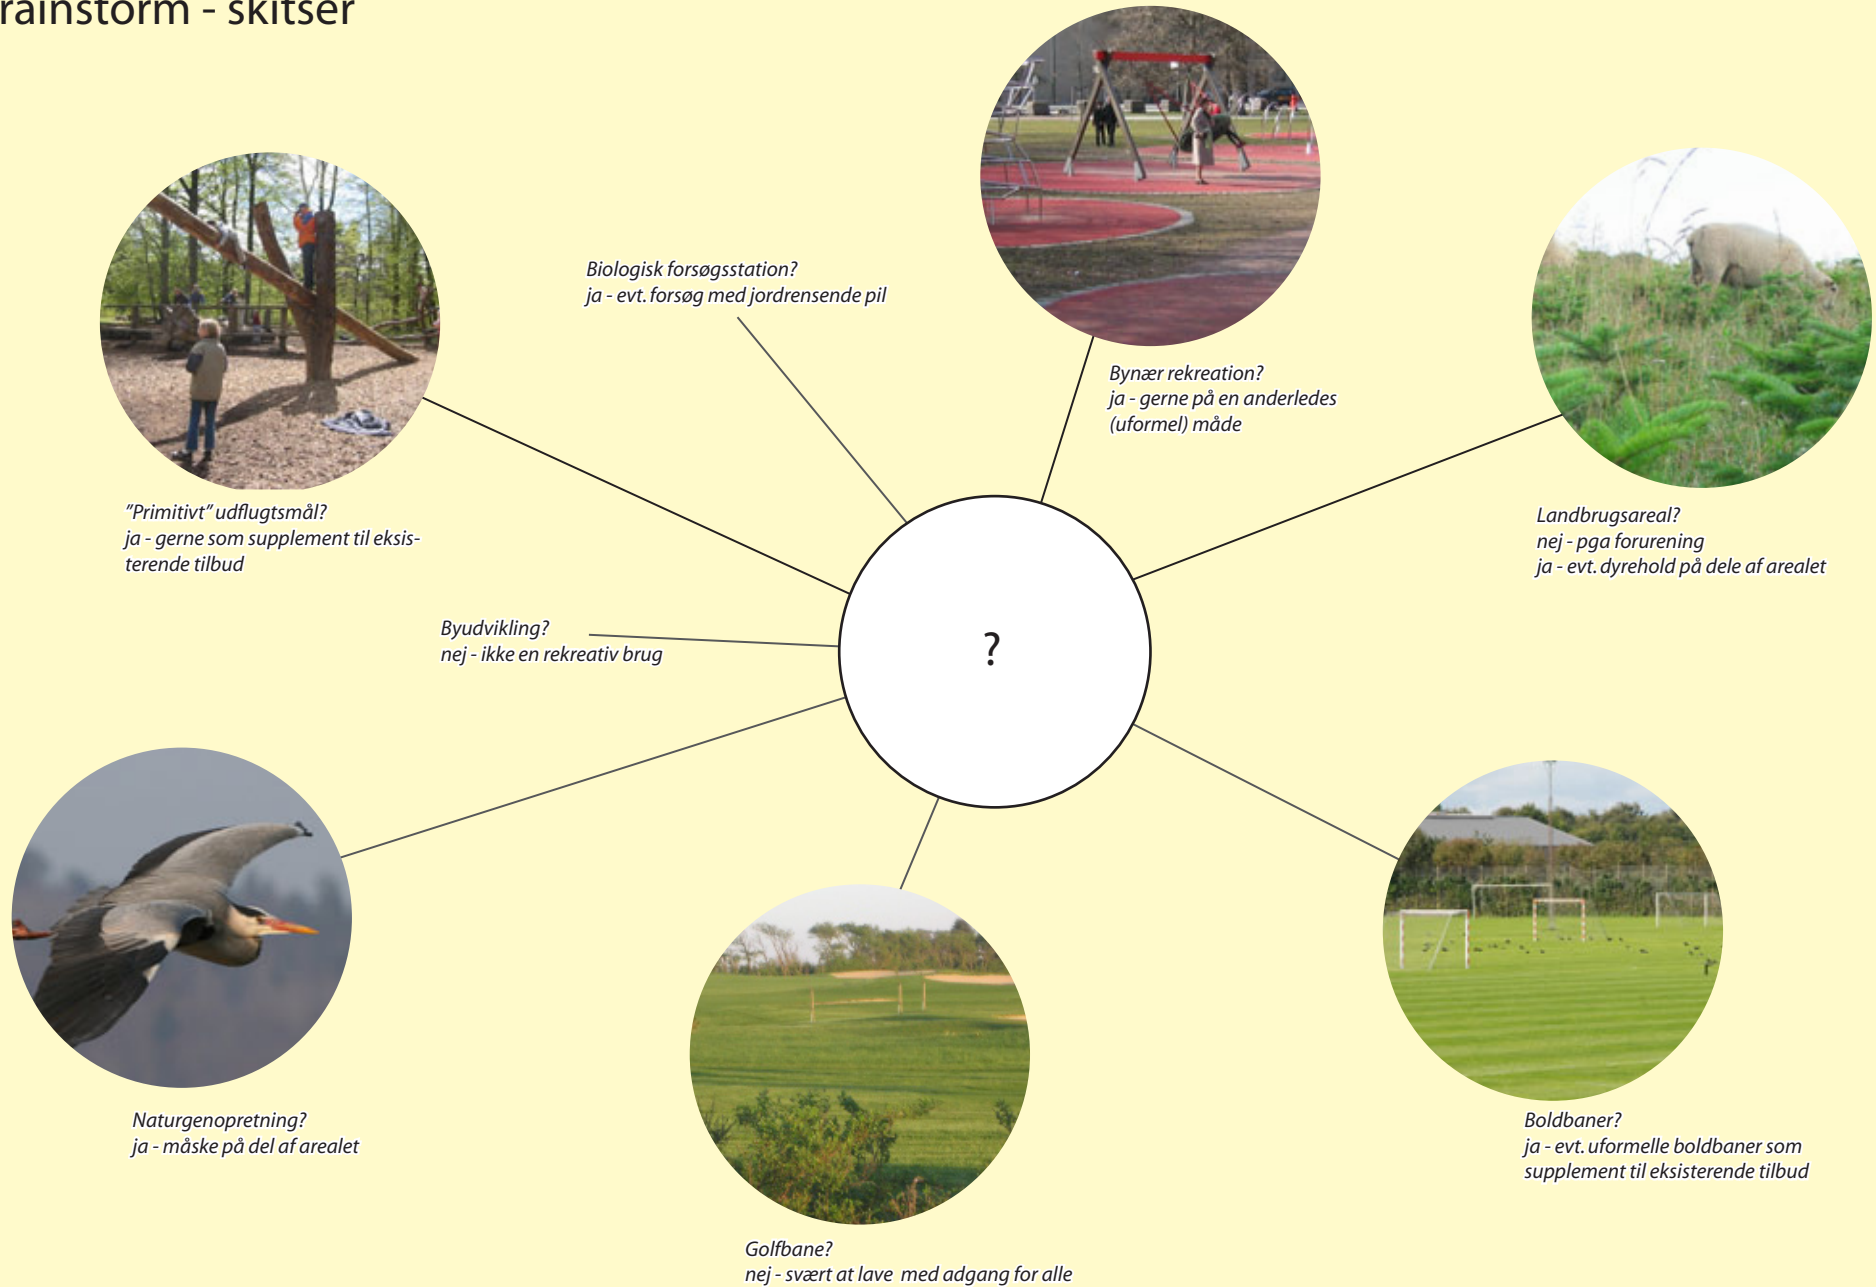 rainstorm - skitser
Biologisk forsøgsstation?
ja - evt. forsøg med jordrensende pil
Bynær rekreation?
ja - gerne på en anderledes
(uformel) måde
"Primitivt" udflugtsmål?
ja - gerne som supplement til eksis-
terende tilbud
Landbrugsareal?
nej - pga forurening
ja - evt. dyrehold på dele af arealet
Byudvikling?
nej - ikke en rekreativ brug
?
Naturgenopretning?
ja - måske på del af arealet
Boldbaner?
ja - evt. uformelle boldbaner som
supplement til eksisterende tilbud
Golfbane?
nej - svært at lave  med adgang for alle